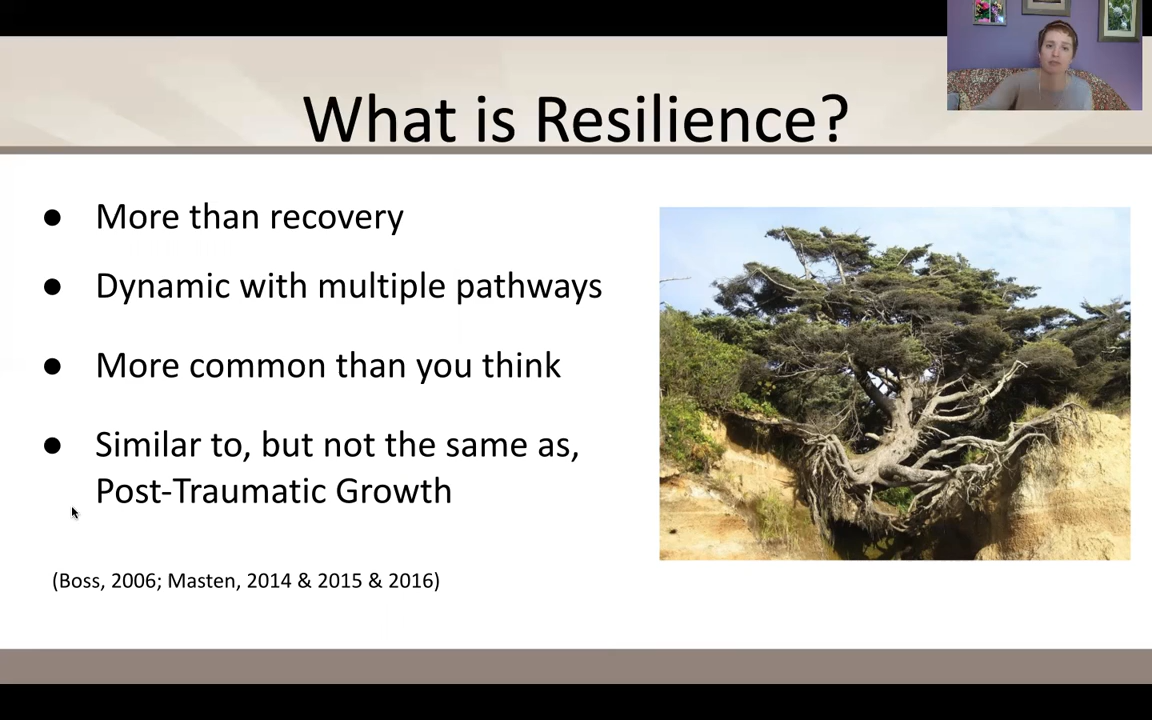 What is Resilience?
● More than recovery
● Dynamic with multiple pathways
● More common than you think
● Similar to, but not the same as,
Post-Traumatic Growth
(Boss, 2006; Masten, 2014 & 2015 & 2016)